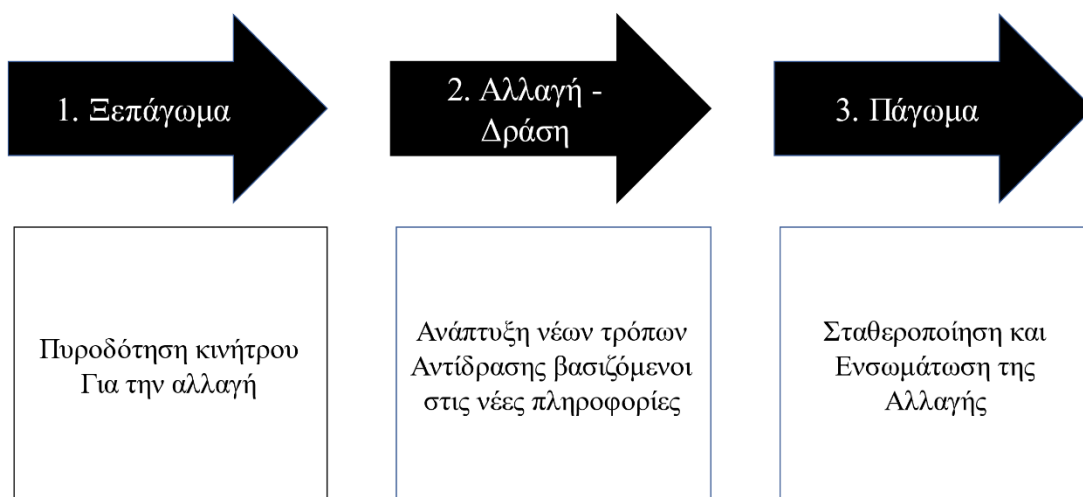 1. Ξεπάγωμα
2. Αλλαγή -
Δράση
3. Πάγωμα
Πυροδότηση κινήτρου
Για την αλλαγή
Ανάπτυξη νέων τρόπων
Αντίδρασης βασιζόμενοι
στις νέες πληροφορίες
Σταθεροποίηση και
Ενσωμάτωση της
Αλλαγής